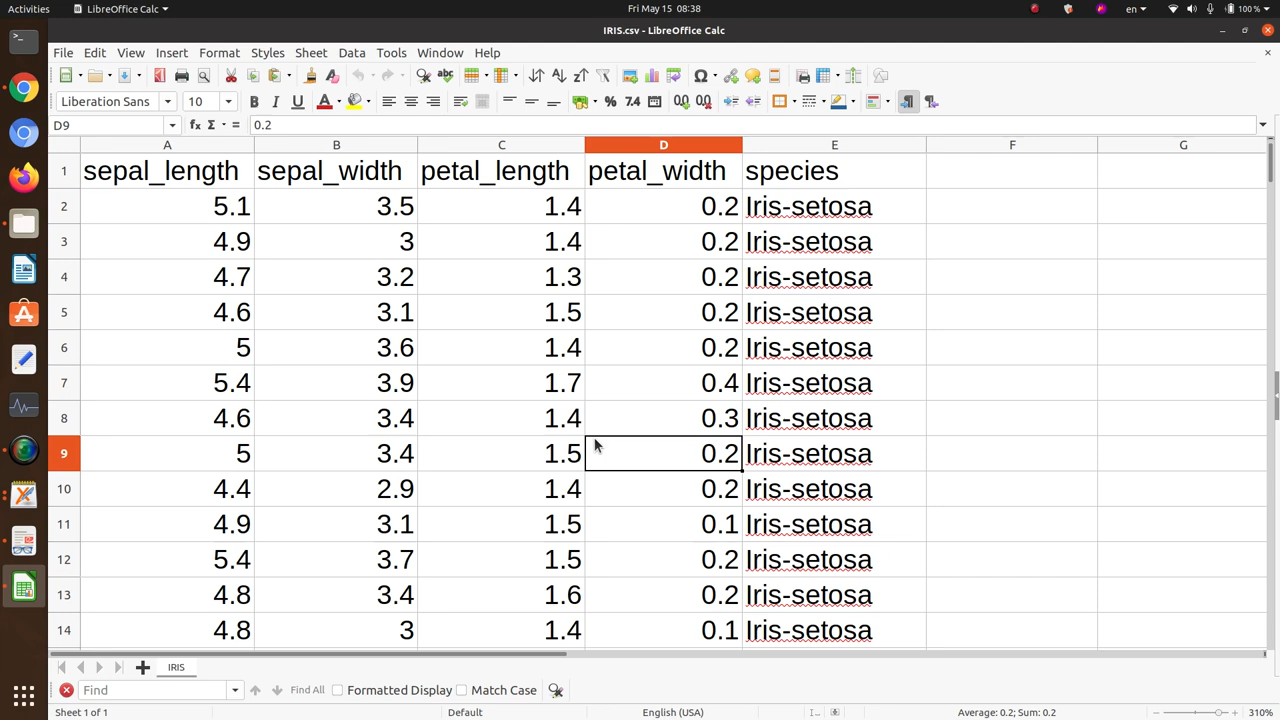 Activities LibreOffice Calc Fri May 15 08:38 en 100 %
IRIS.csv - LibreOffice Calc
File Edit View Insert Format Styles Sheet Data Tools Window Help
Liberation Sans 10
D9 0.2
A B C D E F G
1 sepal_length sepal_width petal_length petal_width species
2 5.1 3.5 1.4 0.2 Iris-setosa
3 4.9 3 1.4 0.2 Iris-setosa
4 4.7 3.2 1.3 0.2 Iris-setosa
5 4.6 3.1 1.5 0.2 Iris-setosa
6 5 3.6 1.4 0.2 Iris-setosa
7 5.4 3.9 1.7 0.4 Iris-setosa
8 4.6 3.4 1.4 0.3 Iris-setosa
9 5 3.4 1.5 0.2 Iris-setosa
10 4.4 2.9 1.4 0.2 Iris-setosa
11 4.9 3.1 1.5 0.1 Iris-setosa
12 5.4 3.7 1.5 0.2 Iris-setosa
13 4.8 3.4 1.6 0.2 Iris-setosa
14 4.8 3 1.4 0.1 Iris-setosa
IRIS
Find Find All Formatted Display Match Case
Sheet 1 of 1 Default English (USA) Average: 0.2; Sum: 0.2 310%